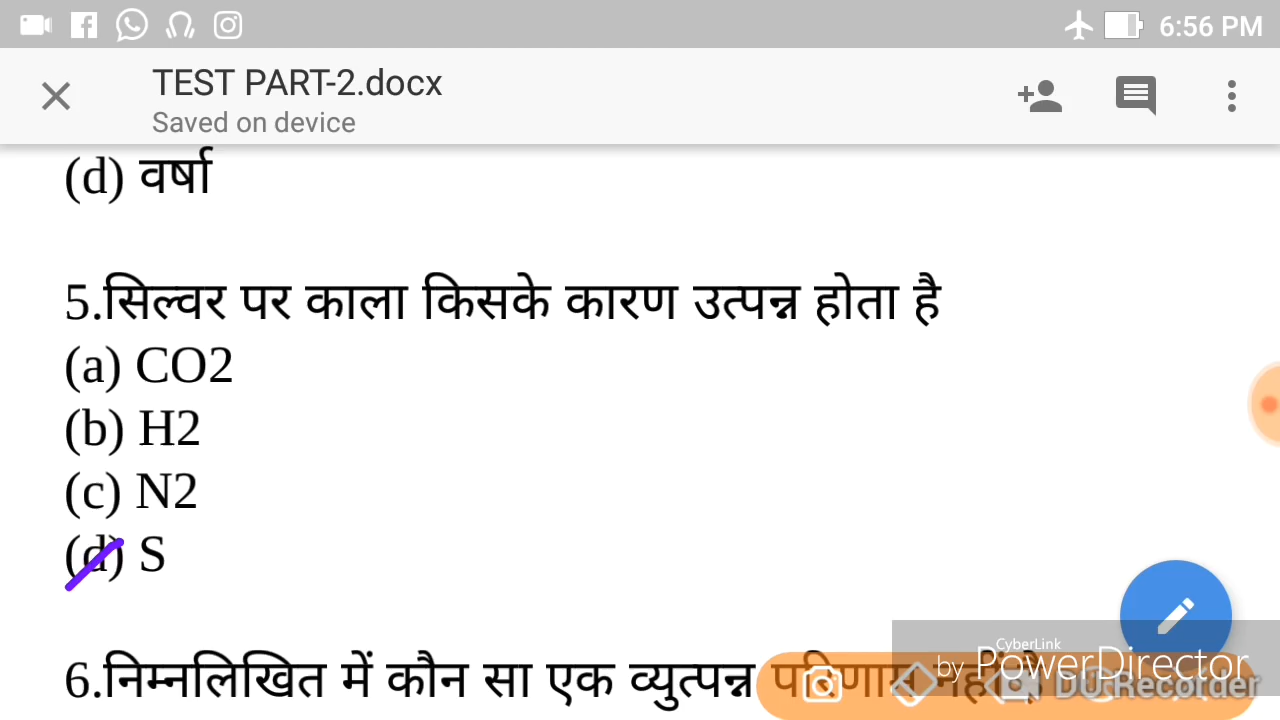 6:56 PM
TEST PART-2.docx
Saved on device
(d) वर्षा
5.सिल्वर पर काला किसके कारण उत्पन्न होता है
(a) CO2
(b) H2
(c) N2
(d) S
6.निम्नलिखित में कौन सा एक व्युत्पन्न
CyberLink
by PowerDirector
DU Recorder